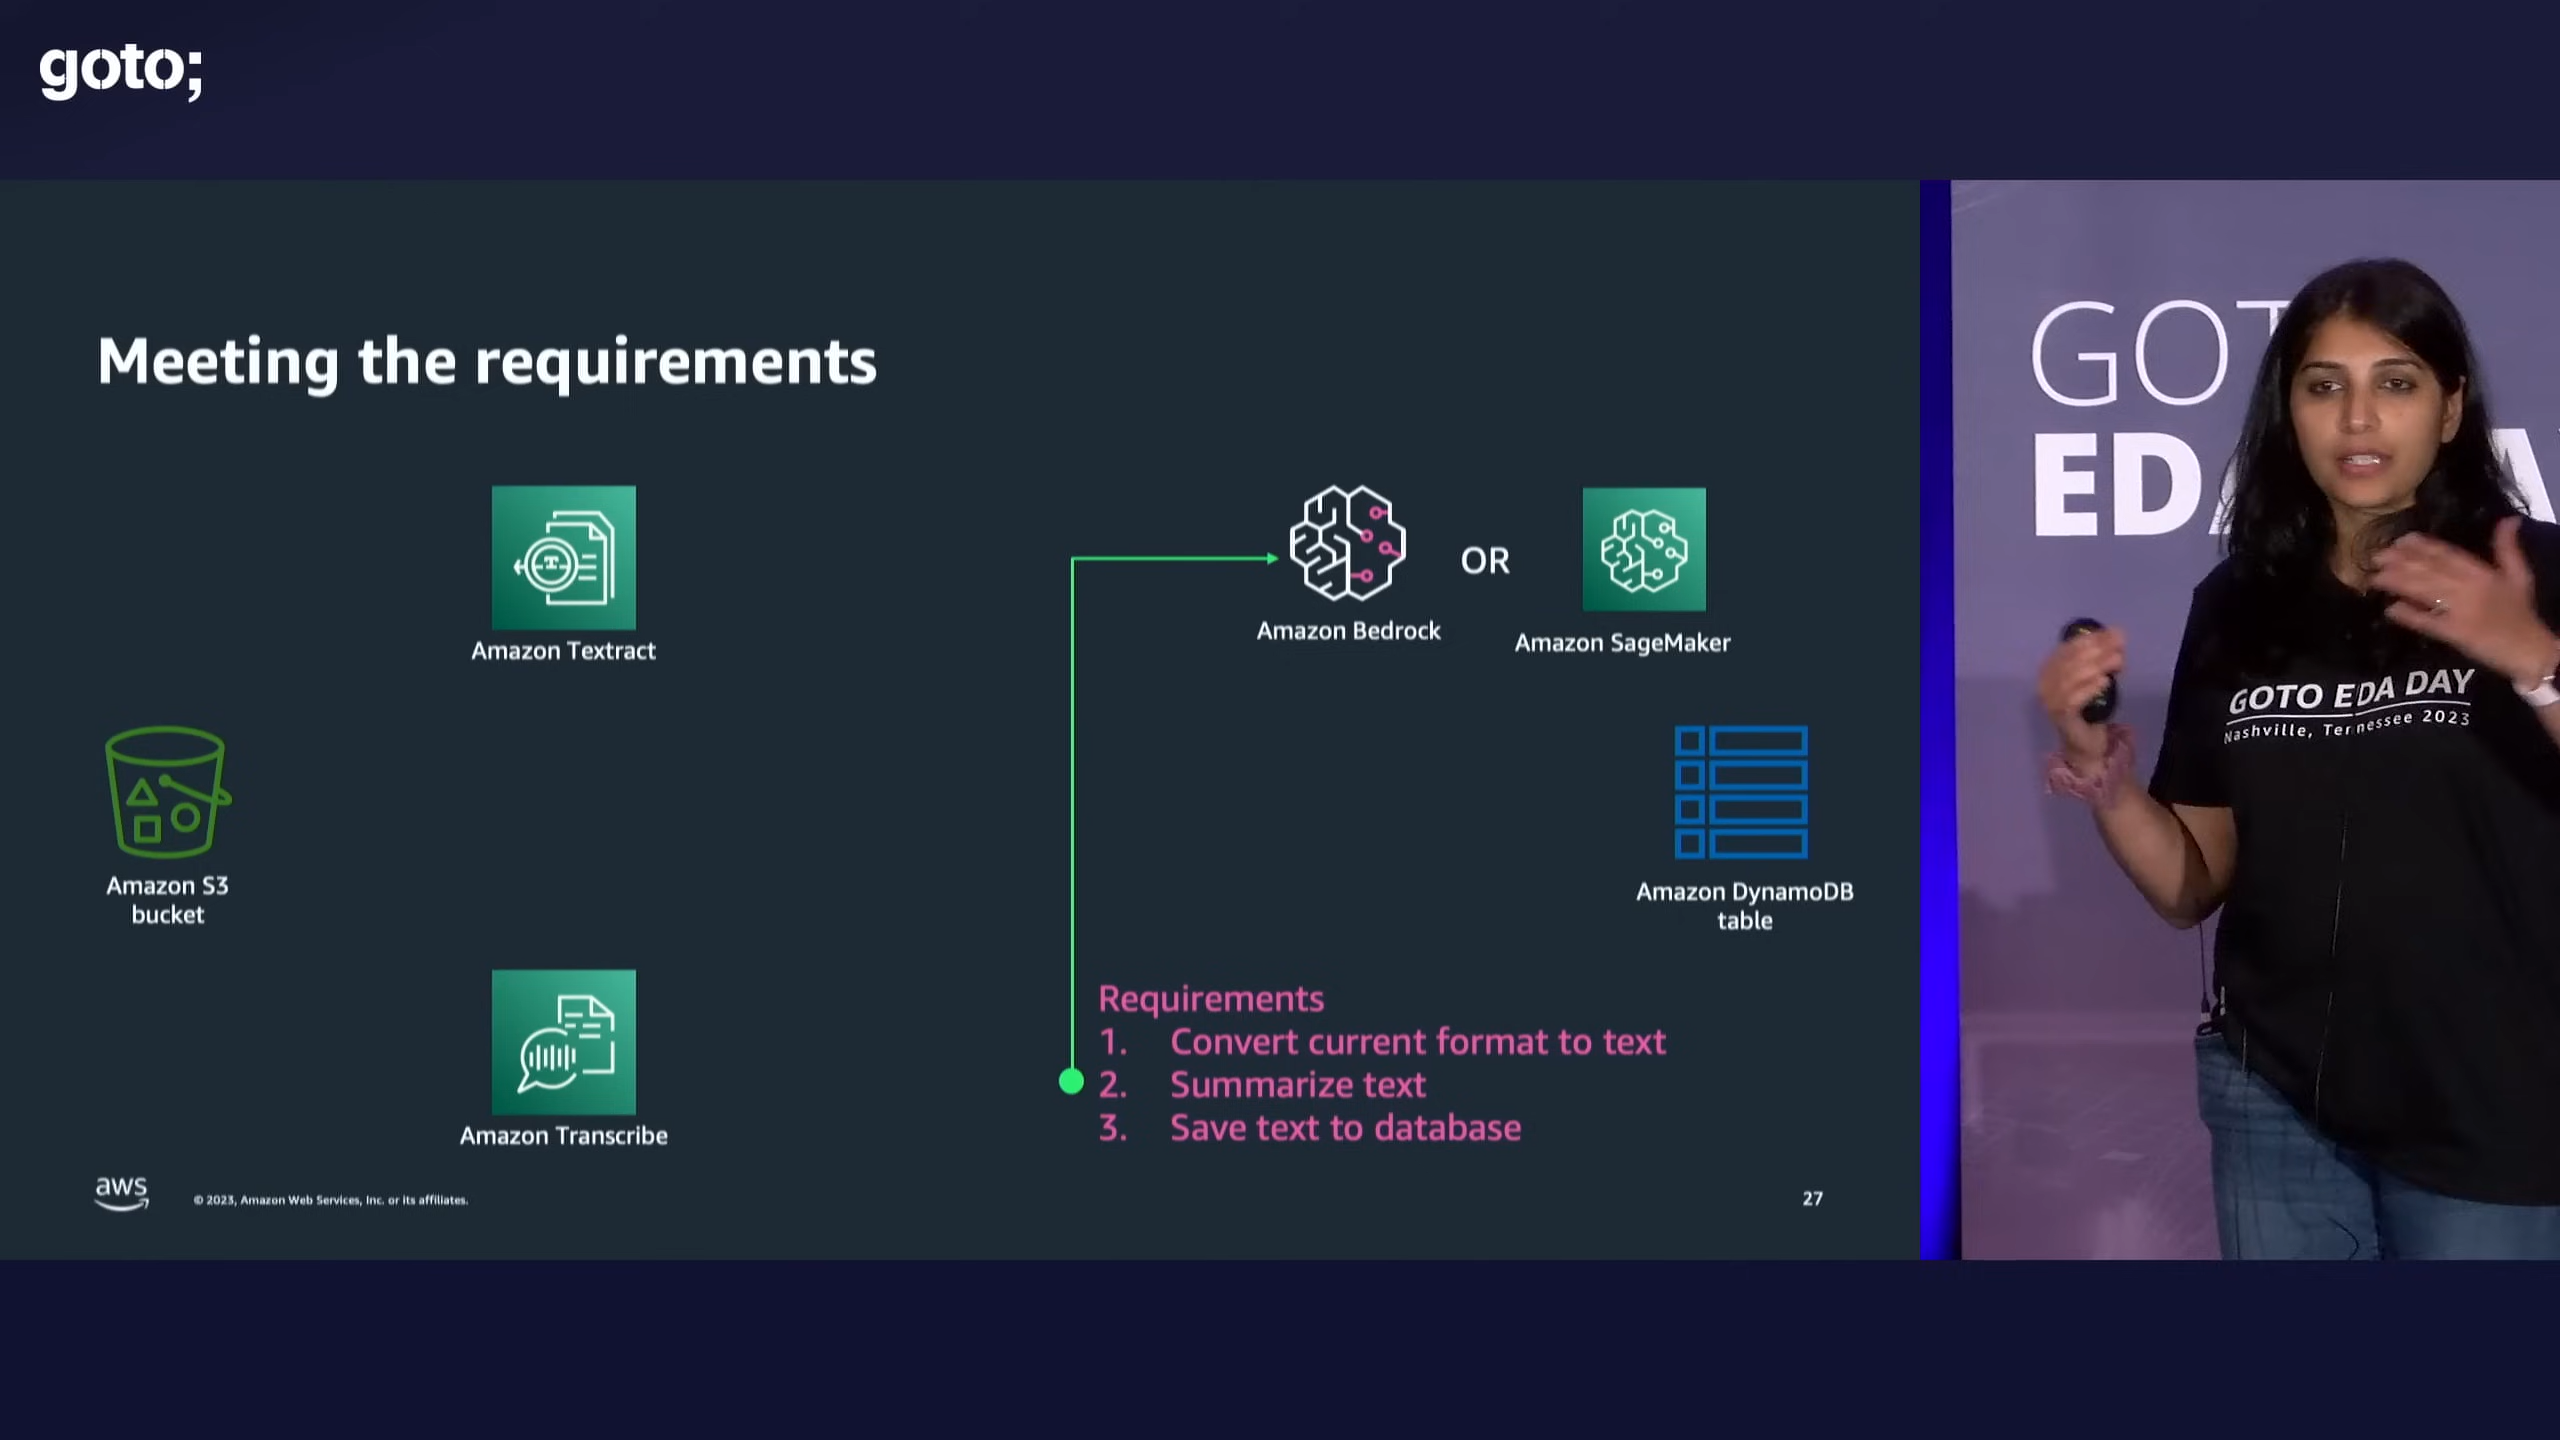 goto;
Meeting the requirements
Amazon Textract
Amazon Bedrock
OR
Amazon SageMaker
Amazon S3
bucket
Amazon DynamoDB
table
Amazon Transcribe
Requirements
1. Convert current format to text
2. Summarize text
3. Save text to database
aws
© 2023, Amazon Web Services, Inc. or its affiliates.
27
GOT
ED
GOTO EDA DAY
Nashville, Tennessee 2023